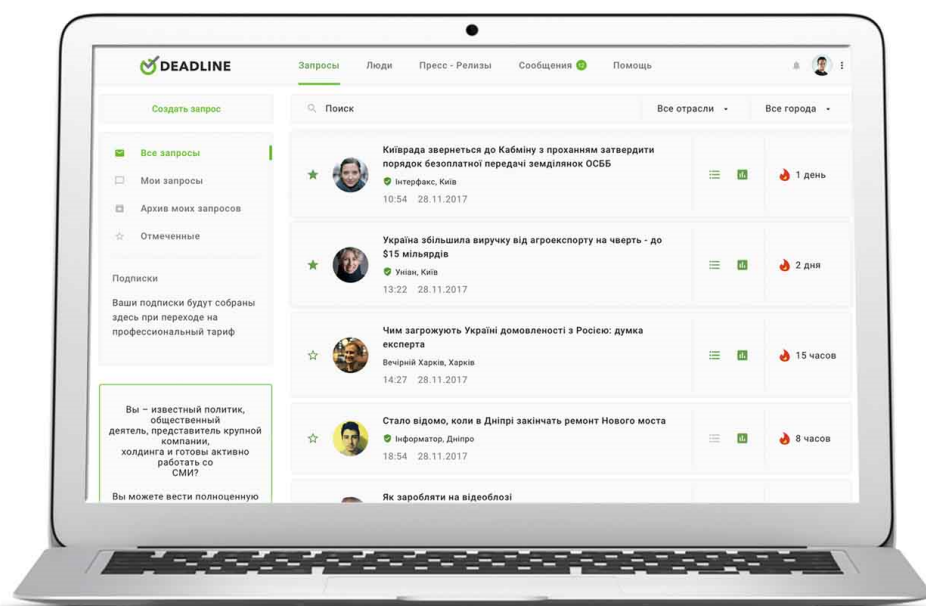 DEADLINE
Запросы Люди Пресс - Релизы Сообщения Помощь
Создать запрос
Поиск Все отрасли Все города
Все запросы
Мои запросы
Архив моих запросов
Отмеченные
Подписки
Ваши подписки будут собраны
здесь при переходе на
профессиональный тариф
Вы – известный политик,
общественный
деятель, представитель крупной
компании,
холдинга и готовы активно
работать со
СМИ?
Вы можете вести полноценную
Київрада звернеться до Кабміну з проханням затвердити
порядок безоплатної передачі земділянок ОСББ
Інтерфакс, Київ
10:54 28.11.2017
1 день
Україна збільшила виручку від агроекспорту на чверть - до
$15 мільярдів
Уніан, Київ
13:22 28.11.2017
2 дня
Чим загрожують Україні домовленості з Росією: думка
експерта
Вечірній Харків, Харків
14:27 28.11.2017
15 часов
Стало відомо, коли в Дніпрі закінчать ремонт Нового моста
Інформатор, Дніпро
18:54 28.11.2017
8 часов
Як заробляти на відеоблозі